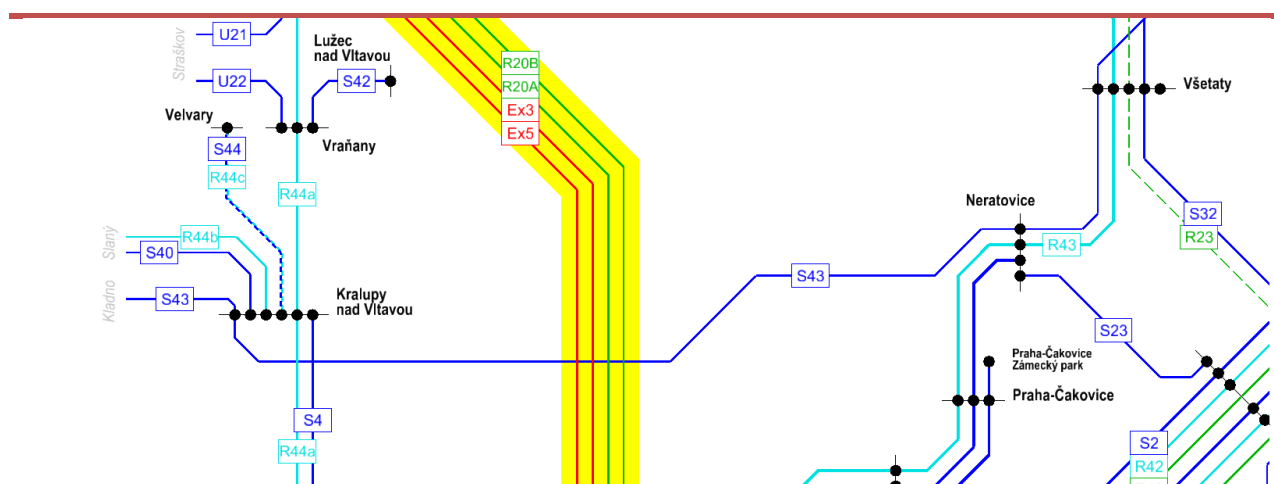 U21
Straškov
U22
Lužec
nad Vltavou
S42
Velvary
Vraňany
S44
R44c
R44a
R20B
R20A
Ex3
Ex5
Všetaty
Neratovice
R43
S32
R23
Slaný
R44b
S40
Kladno
S43
Kralupy
nad Vltavou
S43
S23
Praha-Čakovice
Zámecký park
Praha-Čakovice
S4
R44a
S2
R42